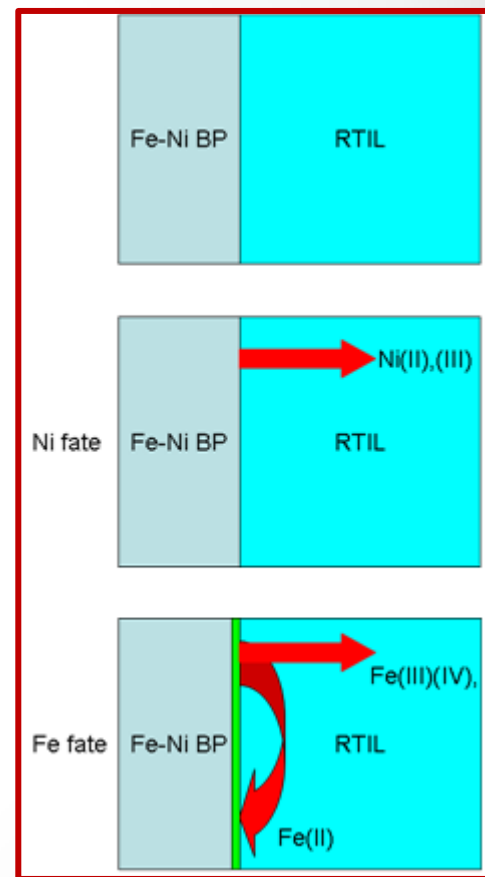 Fe-Ni BP RTIL
Ni(II),(III)
Ni fate Fe-Ni BP RTIL
Fe(III)(IV),
Fe fate Fe-Ni BP RTIL
Fe(II)